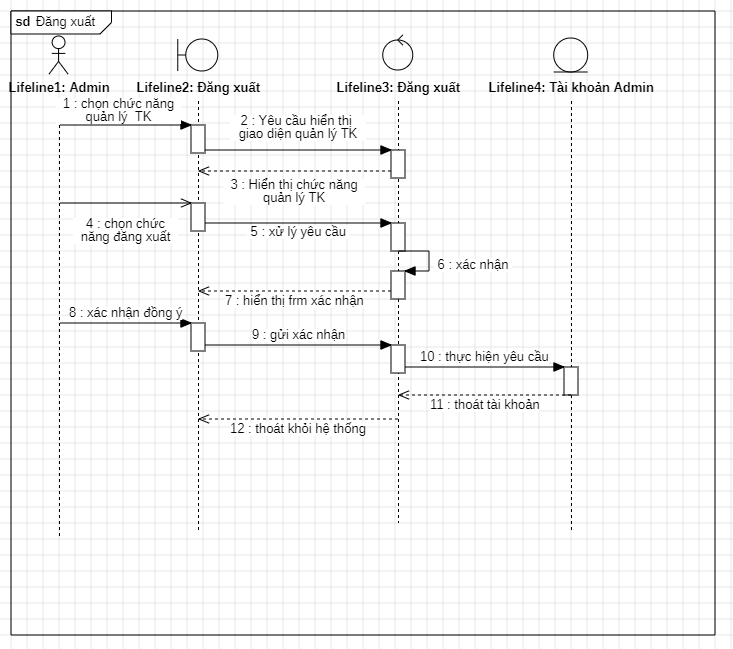 sd Đăng xuất
Lifeline1: Admin
Lifeline2: Đăng xuất
Lifeline3: Đăng xuất
Lifeline4: Tài khoản Admin
1 : chọn chức năng
quản lý TK
2 : Yêu cầu hiển thị
giao diện quản lý TK
3 : Hiển thị chức năng
quản lý TK
4 : chọn chức
năng đăng xuất
5 : xử lý yêu cầu
6 : xác nhận
7 : hiển thị frm xác nhận
8 : xác nhận đồng ý
9 : gửi xác nhận
10 : thực hiện yêu cầu
11 : thoát tài khoản
12 : thoát khỏi hệ thống